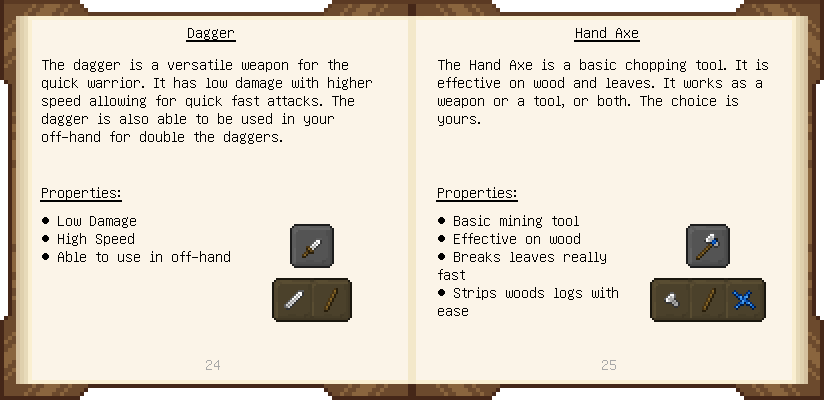 Dagger
The dagger is a versatile weapon for the
quick warrior. It has low damage with higher
speed allowing for quick fast attacks. The
dagger is also able to be used in your
off-hand for double the daggers.
Properties:
● Low Damage
● High Speed
● Able to use in off-hand
24
Hand Axe
The Hand Axe is a basic chopping tool. It is
effective on wood and leaves. It works as a
weapon or a tool, or both. The choice is
yours.
Properties:
● Basic mining tool
● Effective on wood
● Breaks leaves really
fast
● Strips woods logs with
ease
25